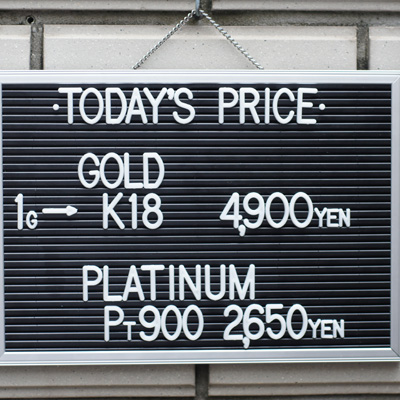 ·TODAY'S PRICE·
GOLD
1G→ K18 4,900YEN
PLATINUM
PT900 2,650YEN